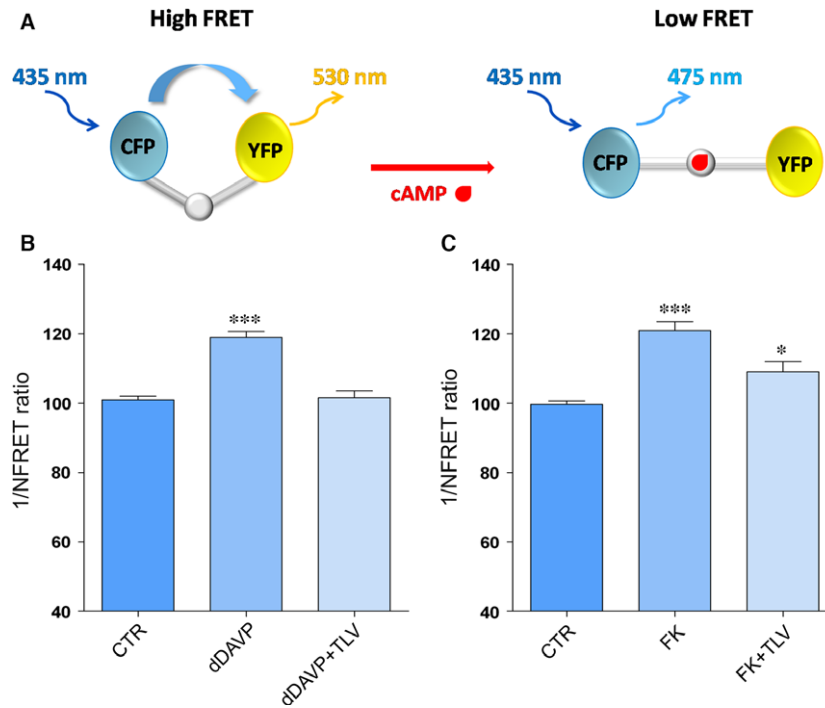 A
High FRET
Low FRET
435 nm
530 nm
435 nm
475 nm
CFP
YFP
CFP
YFP
cAMP
B
1/NFRET ratio
140
120
100
80
60
40
***
CTR
dDAVP
dDAVP+TLV
C
1/NFRET ratio
140
120
100
80
60
40
***
*
CTR
FK
FK+TLV